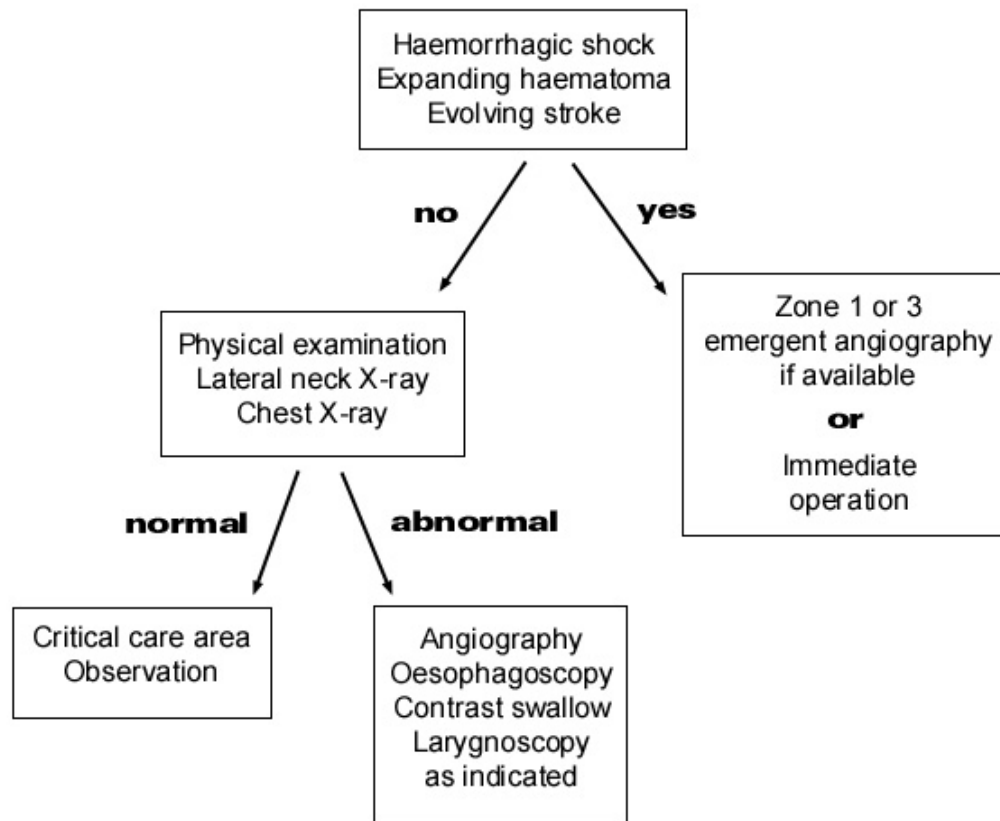 Haemorrhagic shock
Expanding haematoma
Evolving stroke
no
yes
Physical examination
Lateral neck X-ray
Chest X-ray
Zone 1 or 3
emergent angiography
if available
or
Immediate
operation
normal
abnormal
Critical care area
Observation
Angiography
Oesophagoscopy
Contrast swallow
Larygnoscopy
as indicated